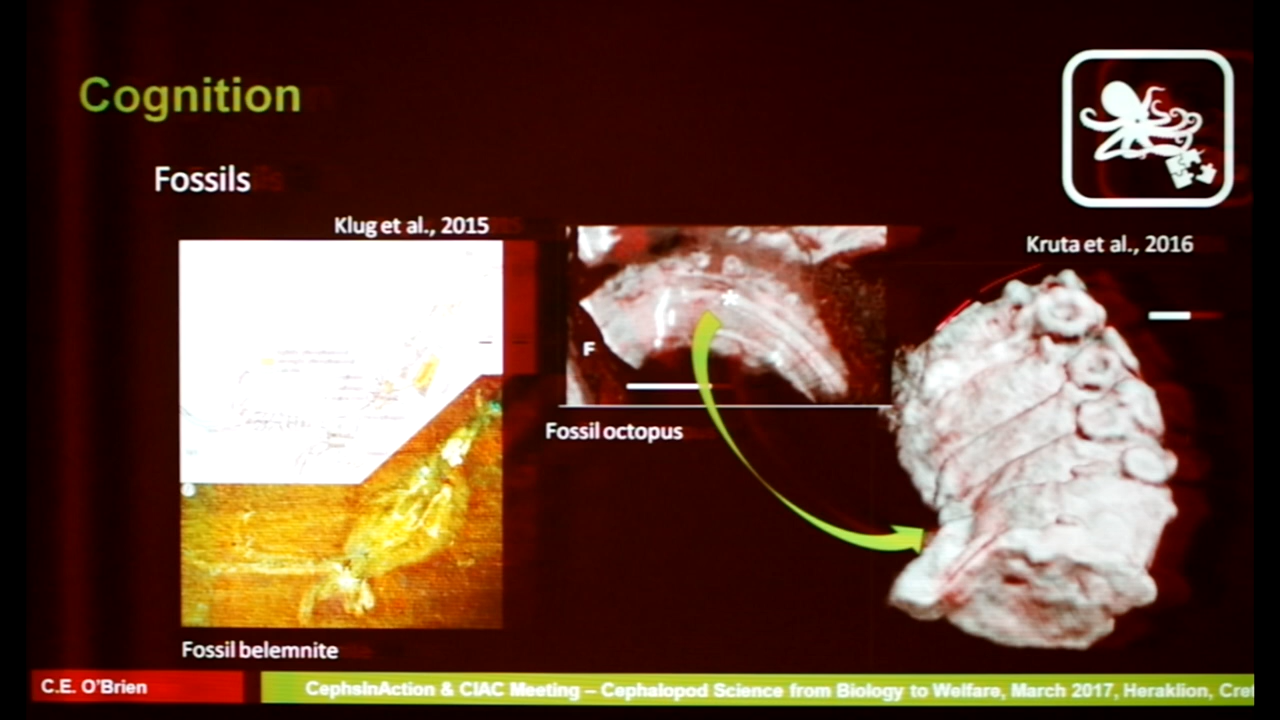 Cognition
Fossils
Klug et al., 2015
Kruta et al., 2016
*
F
Fossil octopus
Fossil belemnite
C.E. O'Brien
CephsInAction & CIAC Meeting – Cephalopod Science from Biology to Welfare, March 2017, Heraklion,